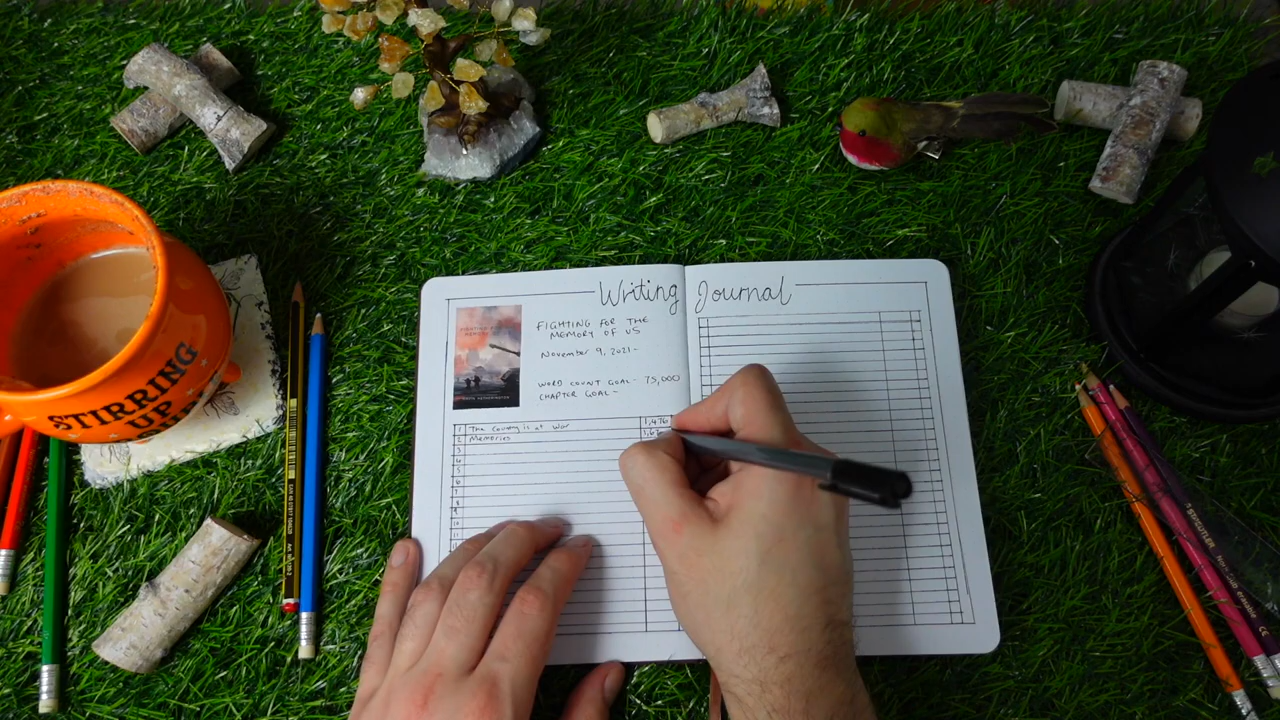 STIRRING
UP
Writing Journal
FIGHTING FOR THE
MEMORY OF US
November 9, 2021-
WORD COUNT GOAL- 75,000
CHAPTER GOAL-
1 The Country is at War 1,476
2 Memories
3
4
5
6
7
8
9
10
11
STAEDTLER